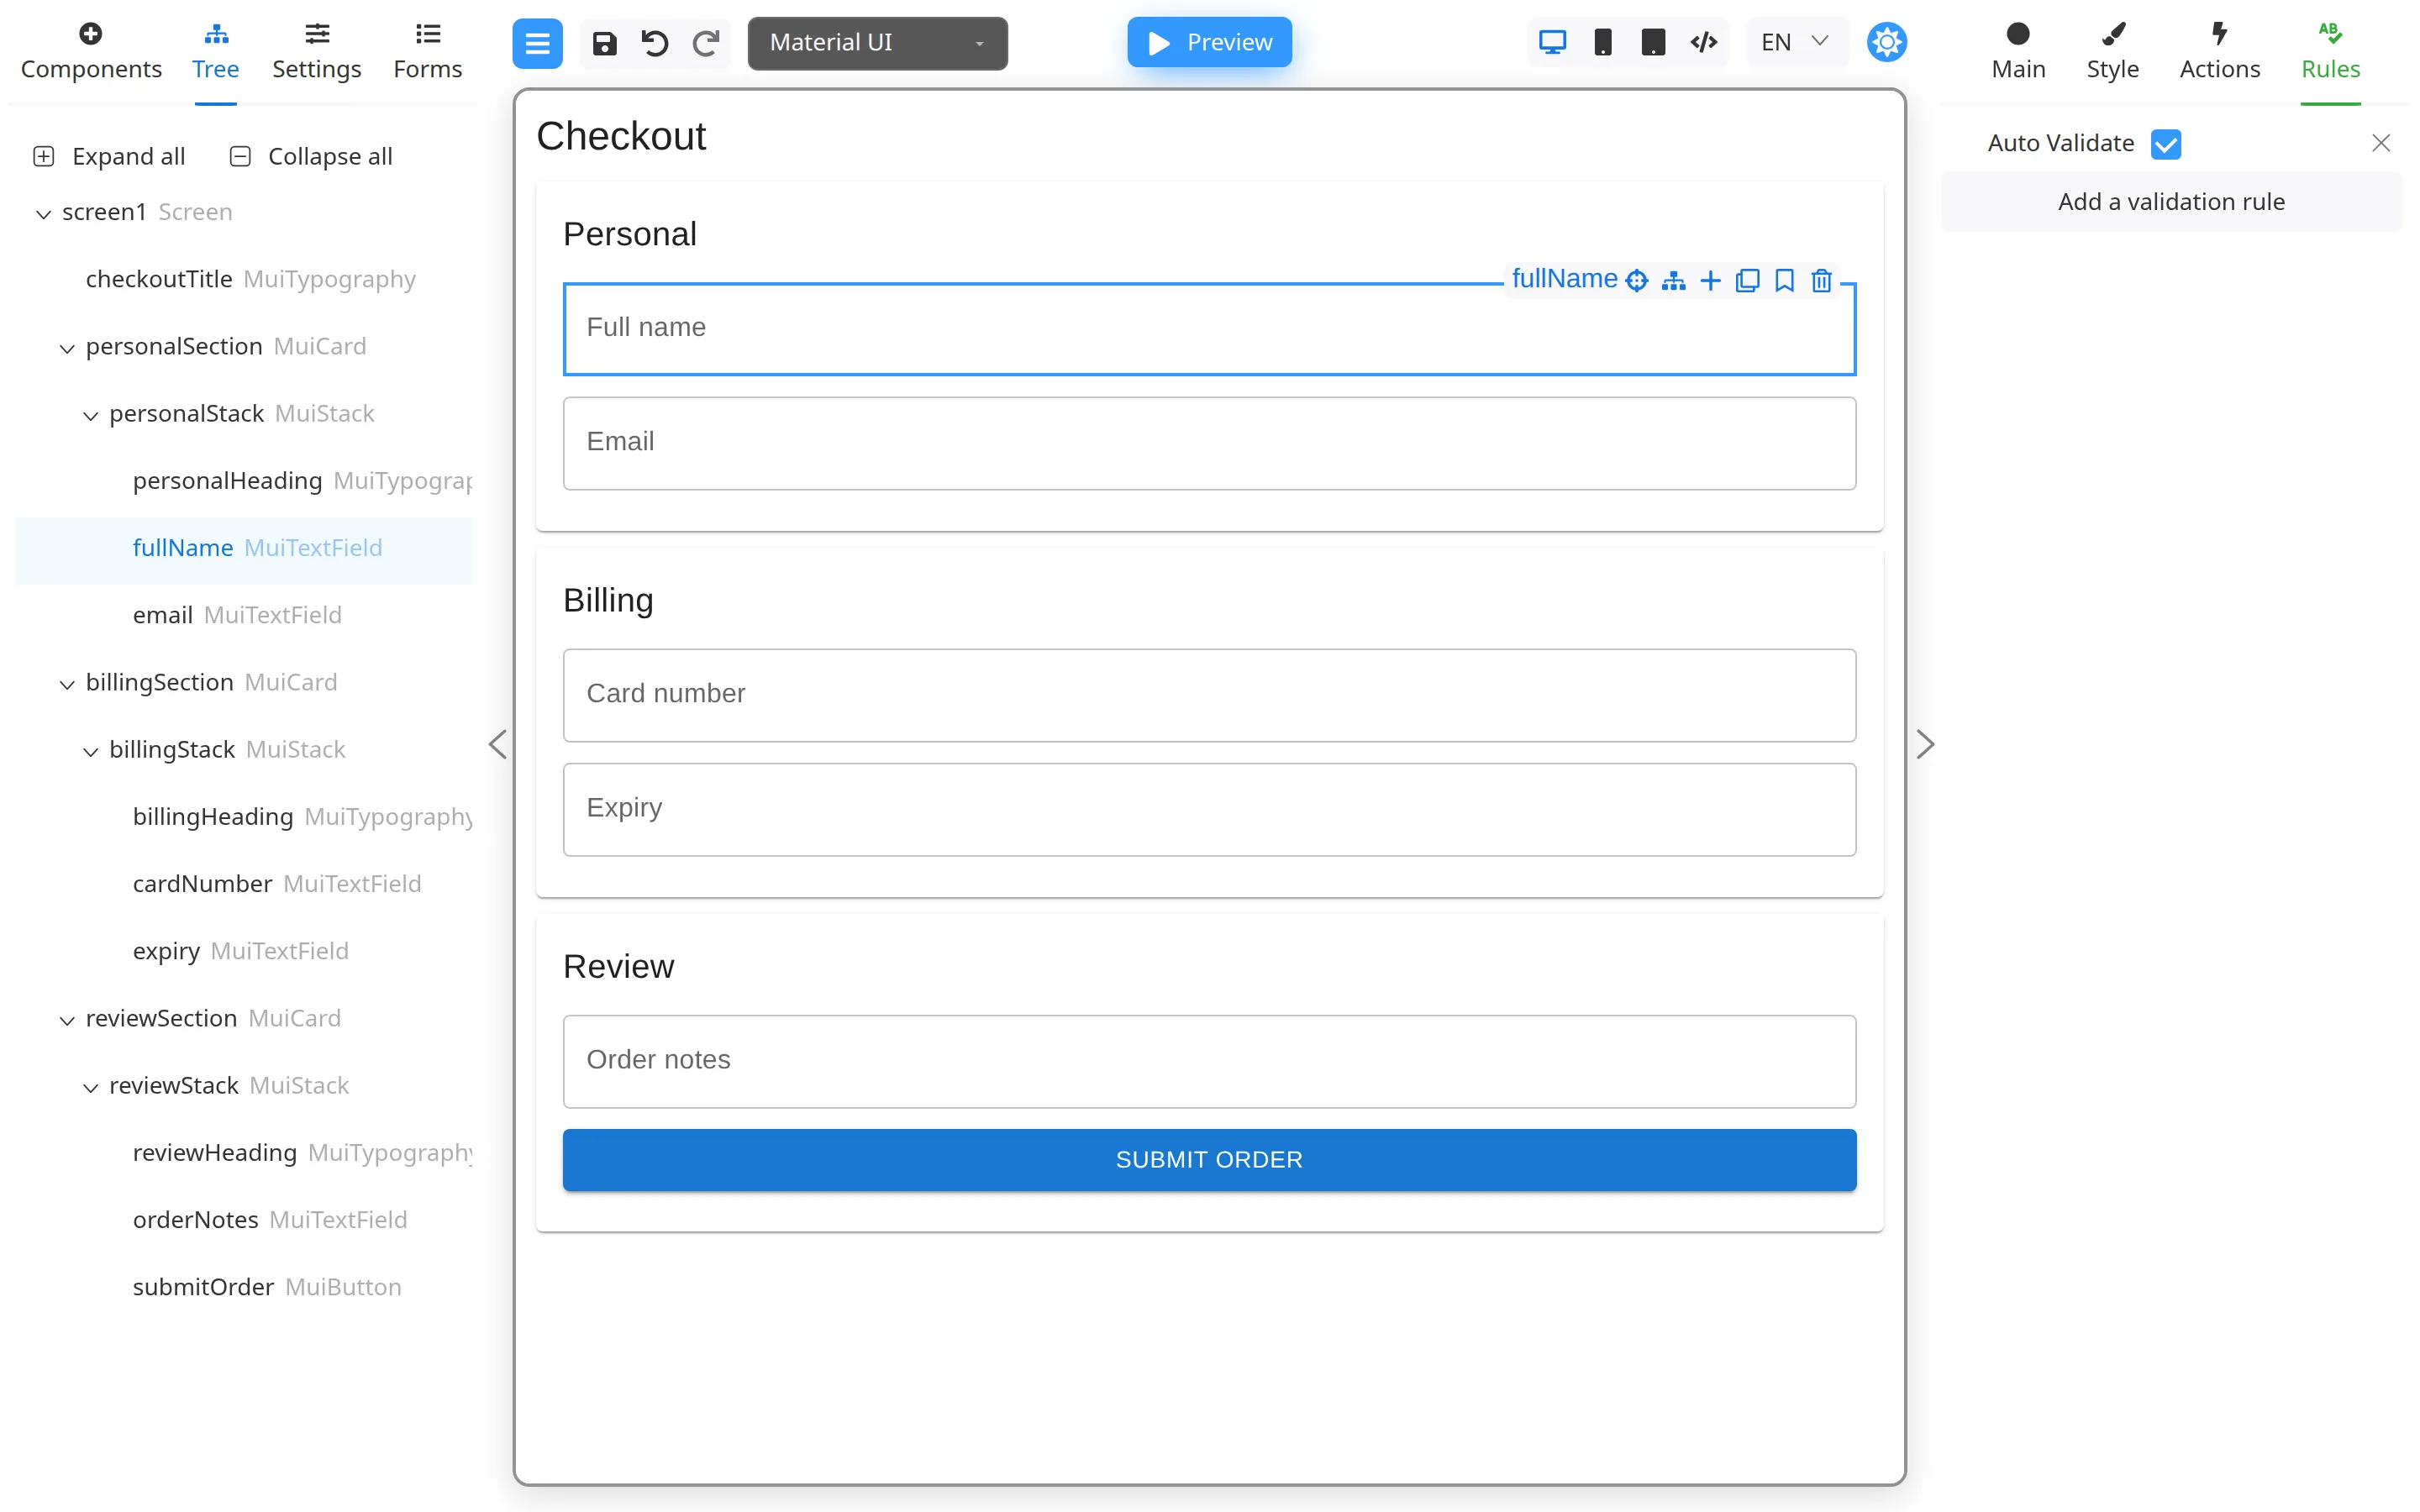 Components Tree Settings Forms
Material UI
Preview
EN
Main Style Actions Rules
Expand all Collapse all
screen1 Screen
checkoutTitle MuiTypography
personalSection MuiCard
personalStack MuiStack
personalHeading MuiTypograp
fullName MuiTextField
email MuiTextField
billingSection MuiCard
billingStack MuiStack
billingHeading MuiTypography
cardNumber MuiTextField
expiry MuiTextField
reviewSection MuiCard
reviewStack MuiStack
reviewHeading MuiTypography
orderNotes MuiTextField
submitOrder MuiButton
Checkout
Personal
fullName
Full name
Email
Billing
Card number
Expiry
Review
Order notes
SUBMIT ORDER
AB
Auto Validate
Add a validation rule